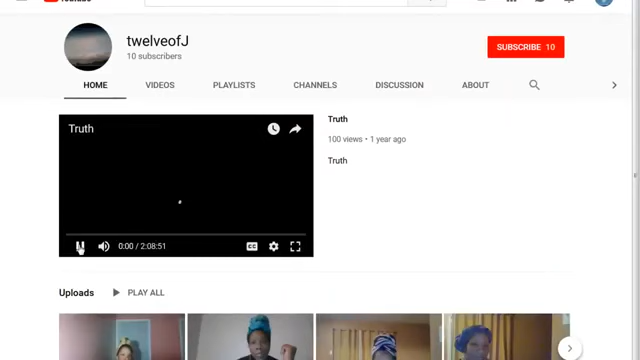 twelveofJ
10 subscribers
SUBSCRIBE 10
HOME VIDEOS PLAYLISTS CHANNELS DISCUSSION ABOUT
Truth
Truth
100 views • 1 year ago
Truth
0:00 / 2:08:51
CC
Uploads PLAY ALL